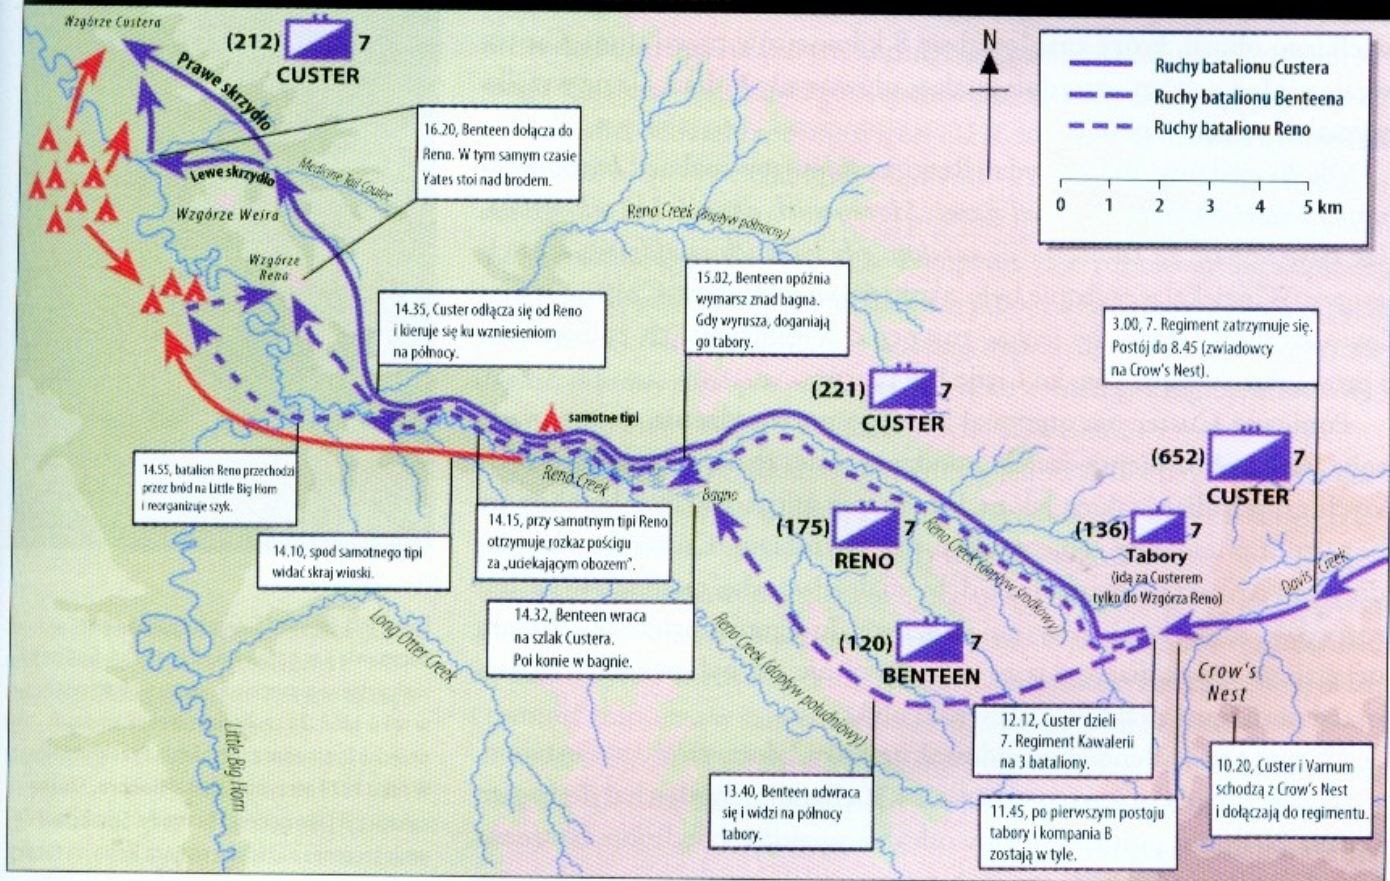 Wzgórze Custera
(212) 7
CUSTER
Prawe skrzydło
Lewe skrzydło
Medicine Tail Coulee
Wzgórze Weira
Wzgórze
Reno
16.20, Benteen dołącza do
Reno. W tym samym czasie
Yates stoi nad brodem.
N
Ruchy batalionu Custera
Ruchy batalionu Benteena
Ruchy batalionu Reno
0 1 2 3 4 5 km
Reno Creek (dopływ północny)
14.35, Custer odłącza się od Reno
i kieruje się ku wzniesieniom
na północy.
15.02, Benteen opóźnia
wymarsz znad bagna.
Gdy wyrusza, doganiają
go tabory.
3.00, 7. Regiment zatrzymuje się.
Postój do 8.45 (zwiadowcy
na Crow's Nest).
(221) 7
CUSTER
samotne tipi
(652) 7
CUSTER
14.55, batalion Reno przechodzi
przez bród na Little Big Horn
i reorganizuje szyk.
Reno Creek
Bagno
(175) 7
RENO
Reno Creek (dopływ środkowy)
(136) 7
Tabory
(idą za Custerem
tylko do Wzgórza Reno)
Davis Creek
14.10, spod samotnego tipi
widać skraj wioski.
14.15, przy samotnym tipi Reno
otrzymuje rozkaz pościgu
za „uciekającym obozem".
14.32, Benteen wraca
na szlak Custera.
Poi konie w bagnie.
Long Otter Creek
Reno Creek (dopływ południowy)
(120) 7
BENTEEN
Crow's
Nest
12.12, Custer dzieli
7. Regiment Kawalerii
na 3 bataliony.
Little Big Horn
13.40, Benteen odwraca
się i widzi na północy
tabory.
11.45, po pierwszym postoju
tabory i kompania B
zostają w tyle.
10.20, Custer i Varnum
schodzą z Crow's Nest
i dołączają do regimentu.